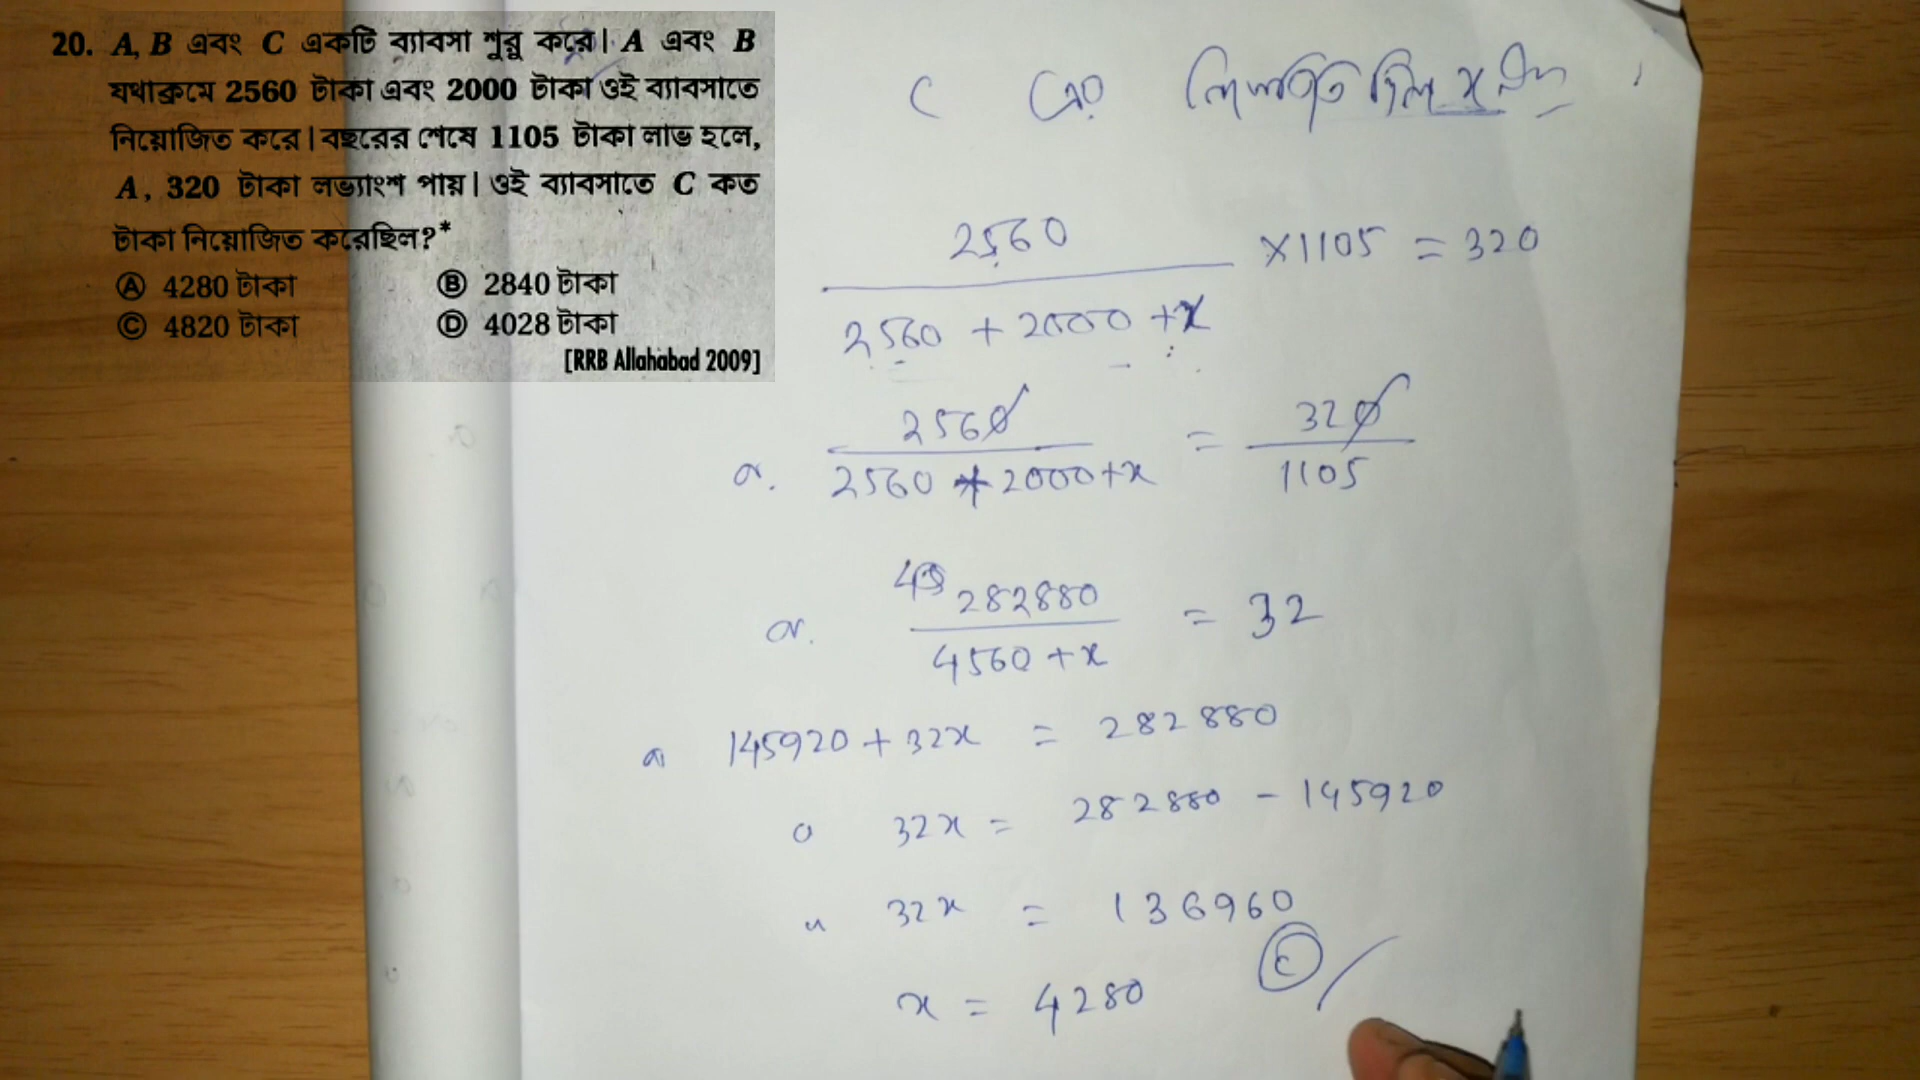 20. A, B এবং C একটি ব্যাবসা শুরু করে। A এবং B
যথাক্রমে 2560 টাকা এবং 2000 টাকা ওই ব্যাবসাতে
নিয়োজিত করে। বছরের শেষে 1105 টাকা লাভ হলে,
A, 320 টাকা লভ্যাংশ পায়। ওই ব্যাবসাতে C কত
টাকা নিয়োজিত করেছিল?*
Ⓐ 4280 টাকা Ⓑ 2840 টাকা
Ⓒ 4820 টাকা Ⓓ 4028 টাকা
[RRB Allahabad 2009]
C এর ছিল x
2560
―――――― ×1105 = 320
2560 + 2000 + x
2560 320
―――――― = ――――
2560 + 2000 + x 1105
282880
―――――― = 32
4560 + x
145920 + 32x = 282880
32x = 282880 - 145920
32x = 136960
x = 4280 Ⓒ